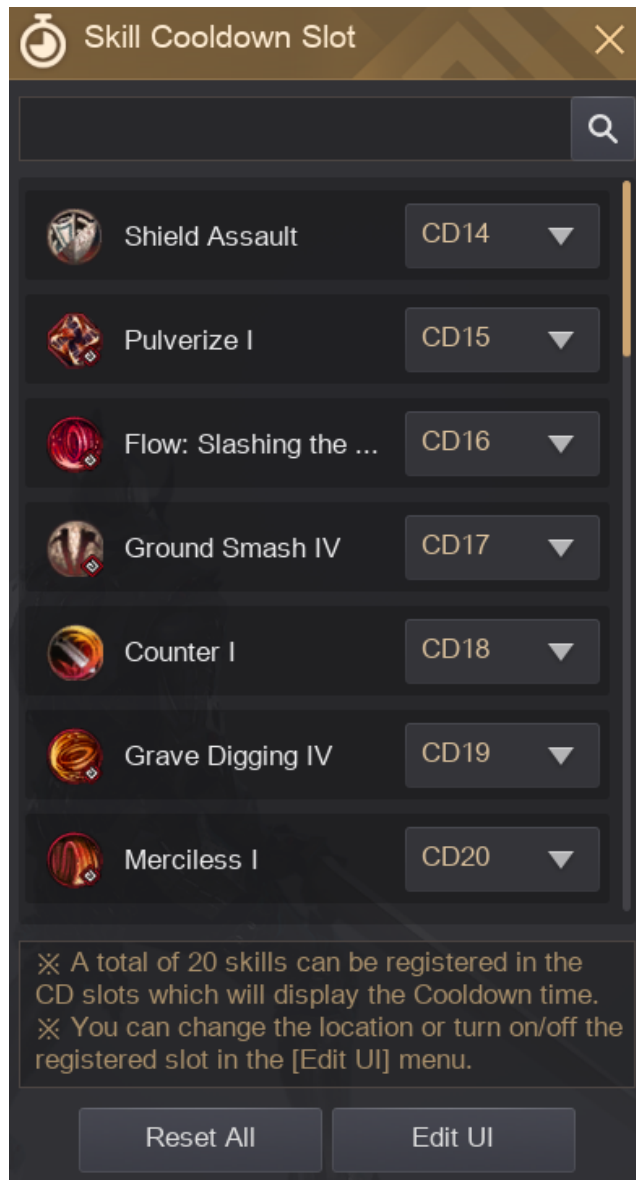 Skill Cooldown Slot
Shield Assault CD14
Pulverize I CD15
Flow: Slashing the ... CD16
Ground Smash IV CD17
Counter I CD18
Grave Digging IV CD19
Merciless I CD20
※ A total of 20 skills can be registered in the
CD slots which will display the Cooldown time.
※ You can change the location or turn on/off the
registered slot in the [Edit UI] menu.
Reset All Edit UI